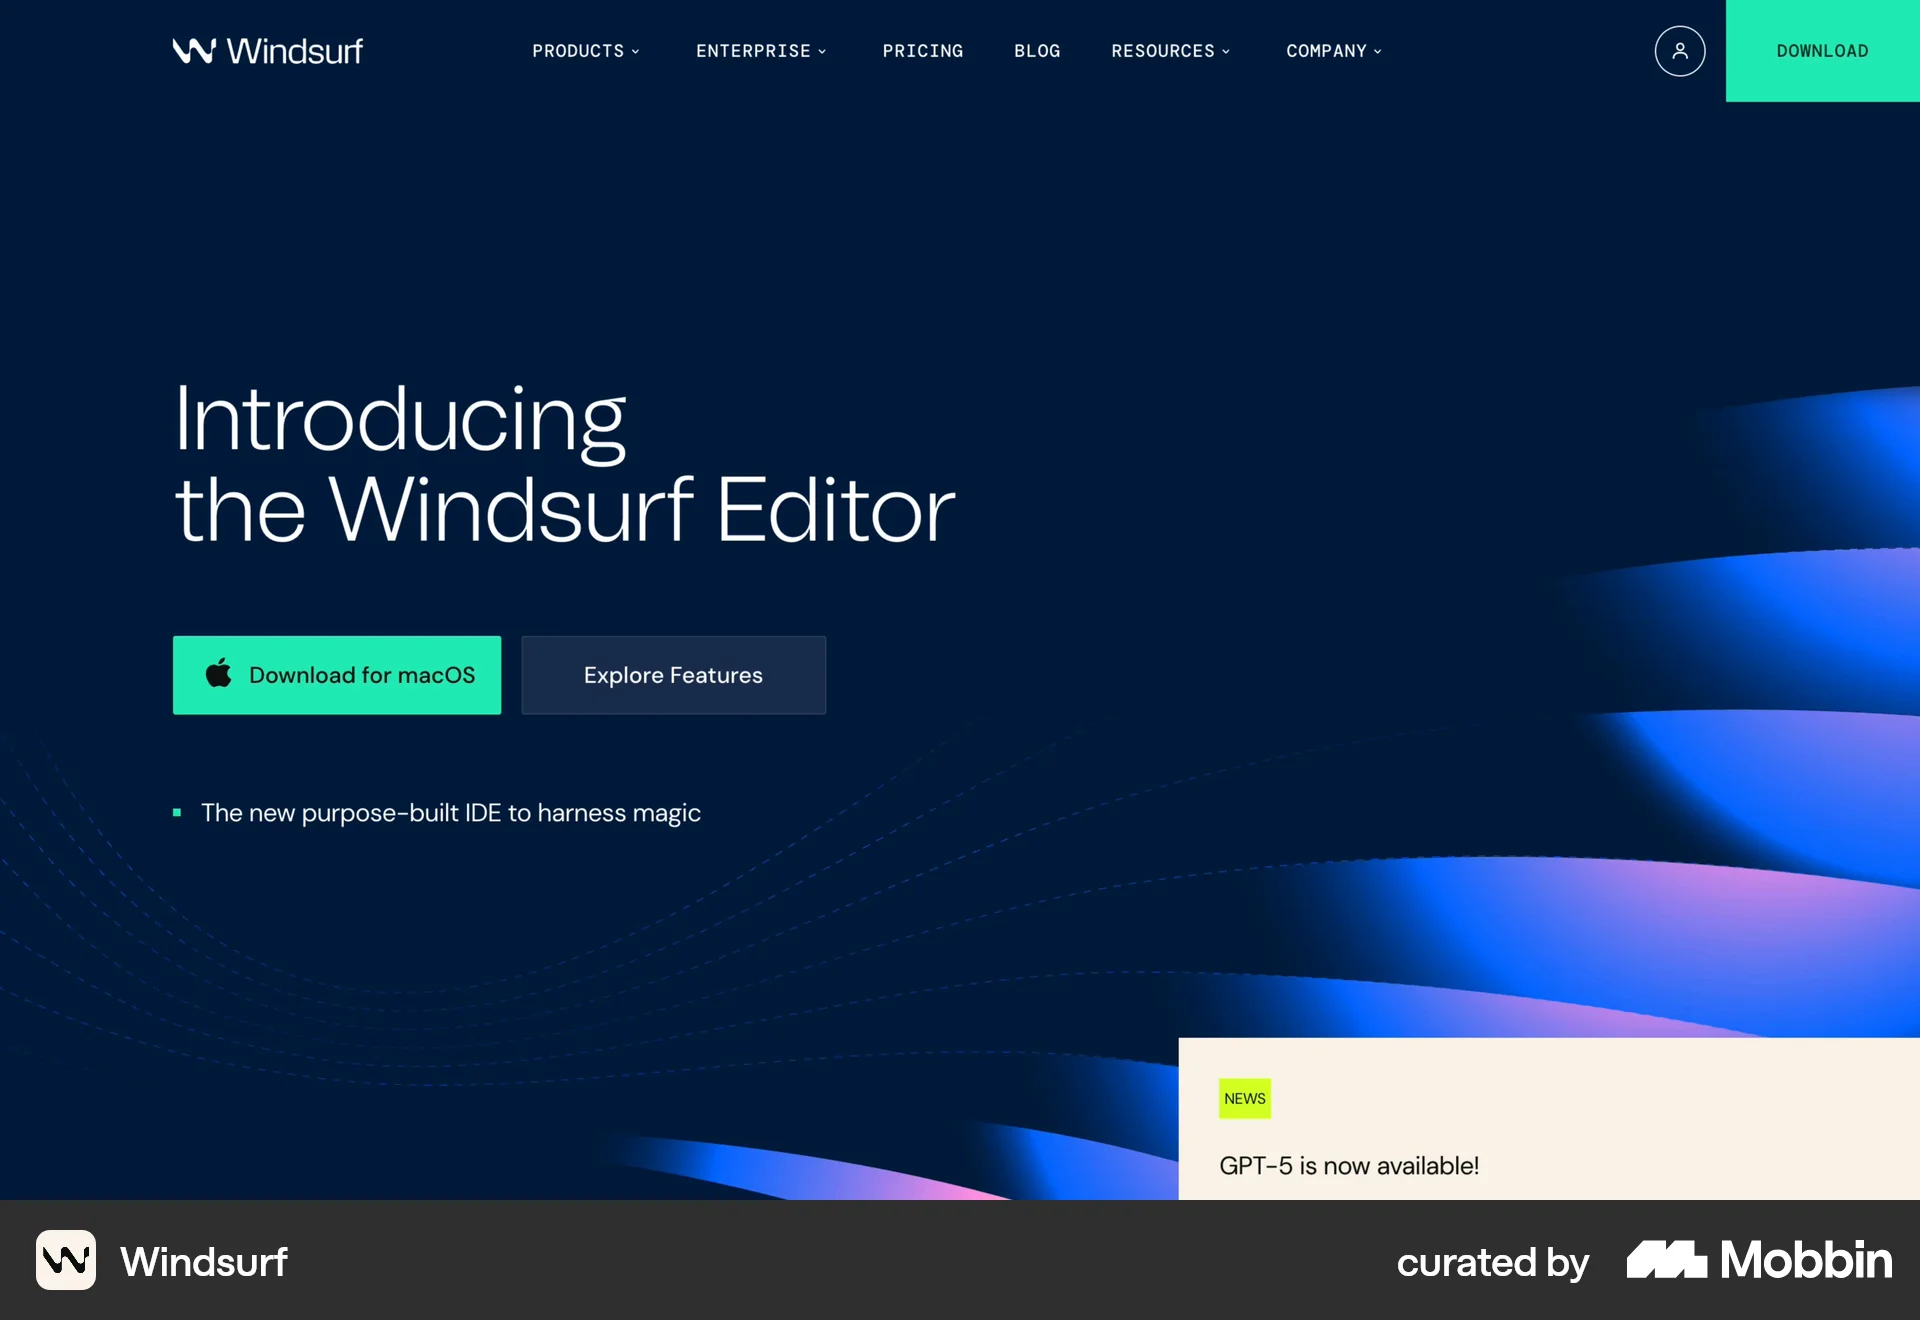 Windsurf
PRODUCTS
ENTERPRISE
PRICING
BLOG
RESOURCES
COMPANY
DOWNLOAD
Introducing
the Windsurf Editor
Download for macOS
Explore Features
The new purpose-built IDE to harness magic
NEWS
GPT-5 is now available!
Windsurf
curated by Mobbin